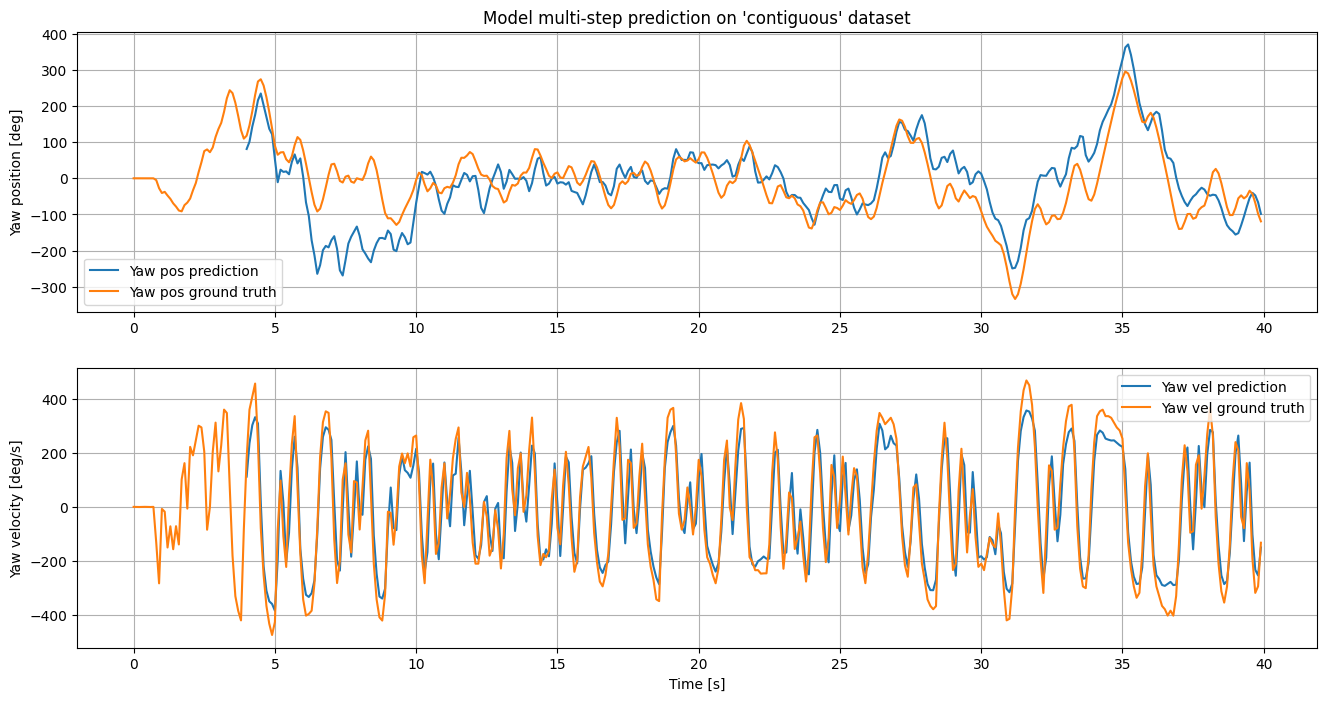 Model multi-step prediction on 'contiguous' dataset
Yaw position [deg]
400
300
200
100
0
−100
−200
−300
Yaw pos prediction
Yaw pos ground truth
0 5 10 15 20 25 30 35 40
Yaw velocity [deg/s]
400
200
0
−200
−400
Yaw vel prediction
Yaw vel ground truth
0 5 10 15 20 25 30 35 40
Time [s]